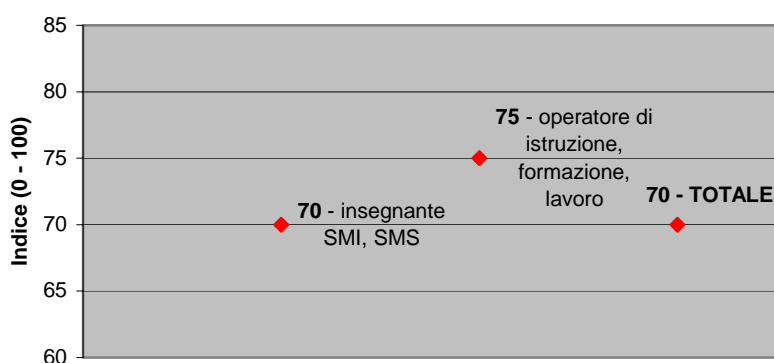 Indice (0 - 100)
85
80
75
70
65
60
70 - insegnante
SMI, SMS
75 - operatore di
istruzione,
formazione,
lavoro
70 - TOTALE